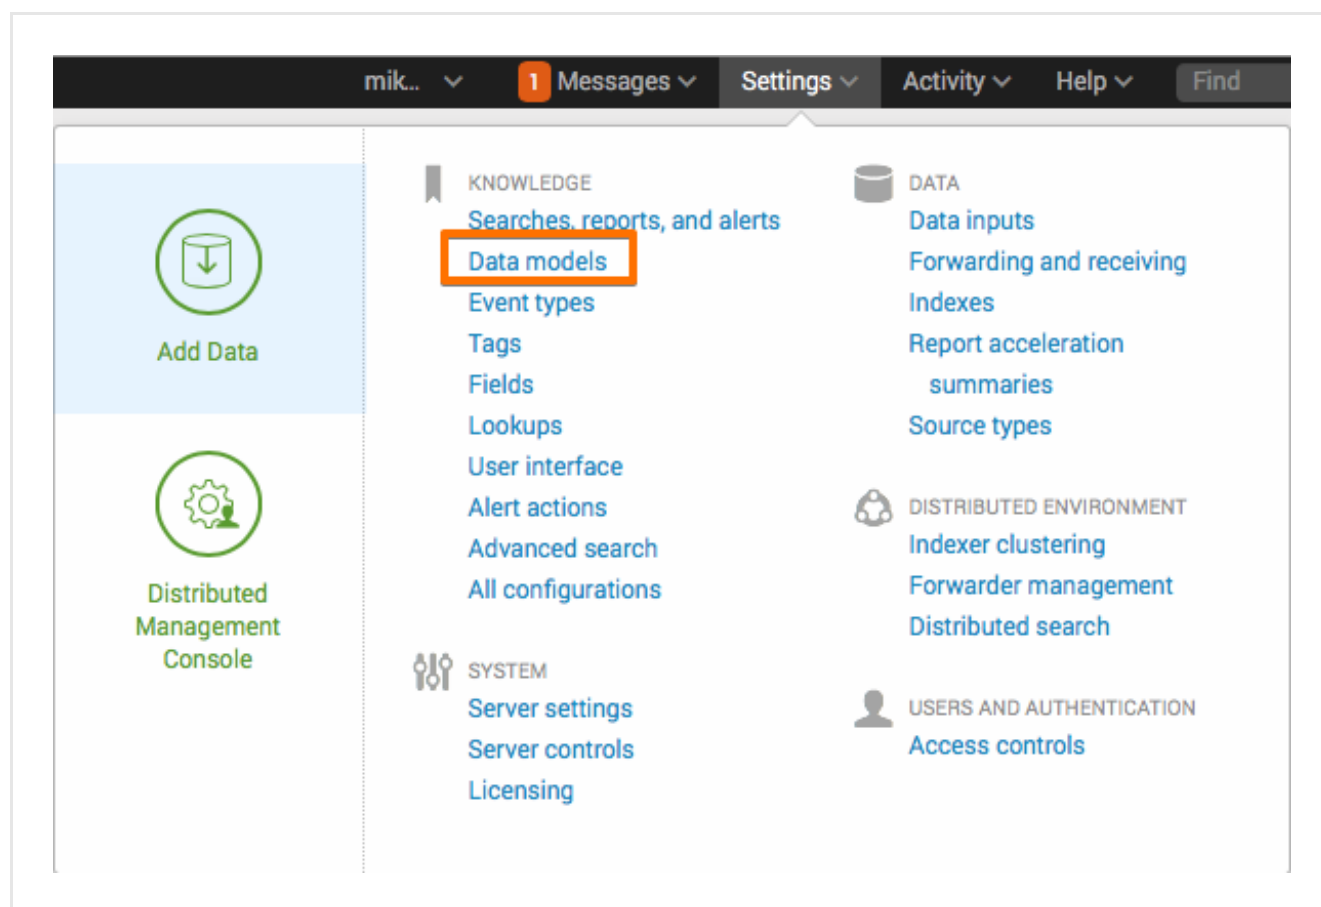 mik... 1 Messages Settings Activity Help Find
Add Data
Distributed
Management
Console
KNOWLEDGE
Searches, reports, and alerts
Data models
Event types
Tags
Fields
Lookups
User interface
Alert actions
Advanced search
All configurations
SYSTEM
Server settings
Server controls
Licensing
DATA
Data inputs
Forwarding and receiving
Indexes
Report acceleration
summaries
Source types
DISTRIBUTED ENVIRONMENT
Indexer clustering
Forwarder management
Distributed search
USERS AND AUTHENTICATION
Access controls